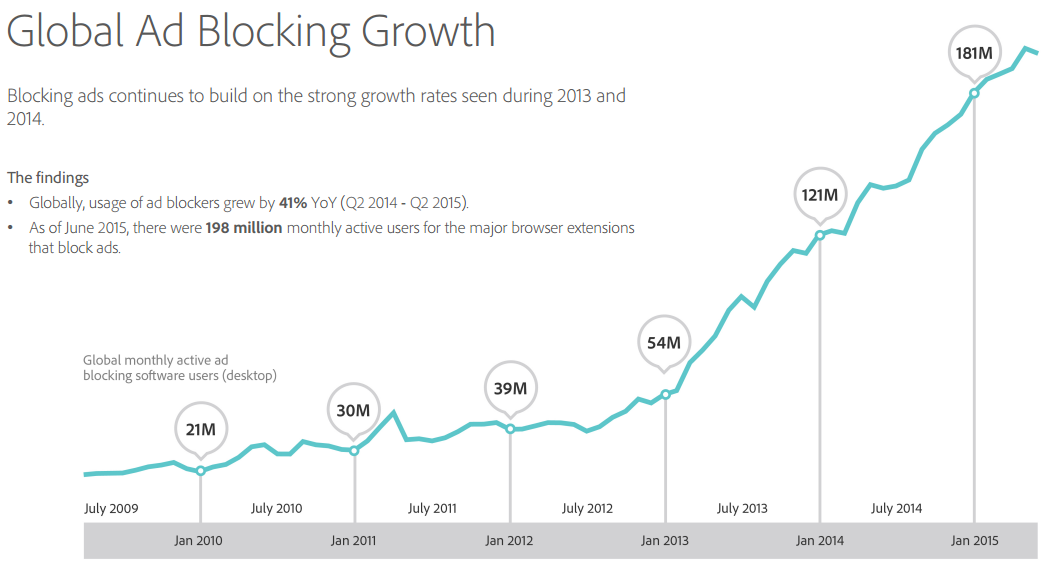 Global Ad Blocking Growth
Blocking ads continues to build on the strong growth rates seen during 2013 and
2014.
The findings
• Globally, usage of ad blockers grew by 41% YoY (Q2 2014 - Q2 2015).
• As of June 2015, there were 198 million monthly active users for the major browser extensions
that block ads.
Global monthly active ad
blocking software users (desktop)
21M
30M
39M
54M
121M
181M
July 2009
July 2010
July 2011
July 2012
July 2013
July 2014
Jan 2010
Jan 2011
Jan 2012
Jan 2013
Jan 2014
Jan 2015